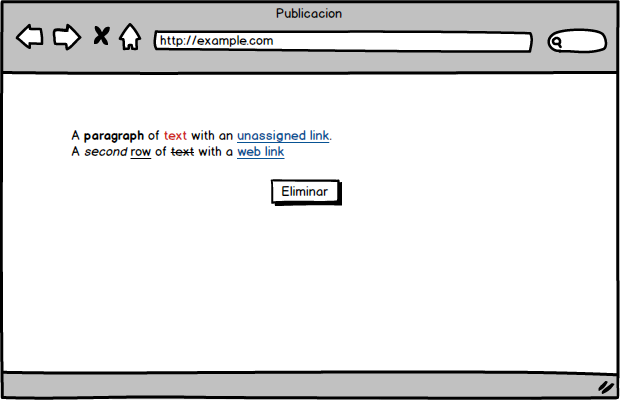 Publicacion
http://example.com
A paragraph of text with an unassigned link.
A second row of text with a web link
Eliminar